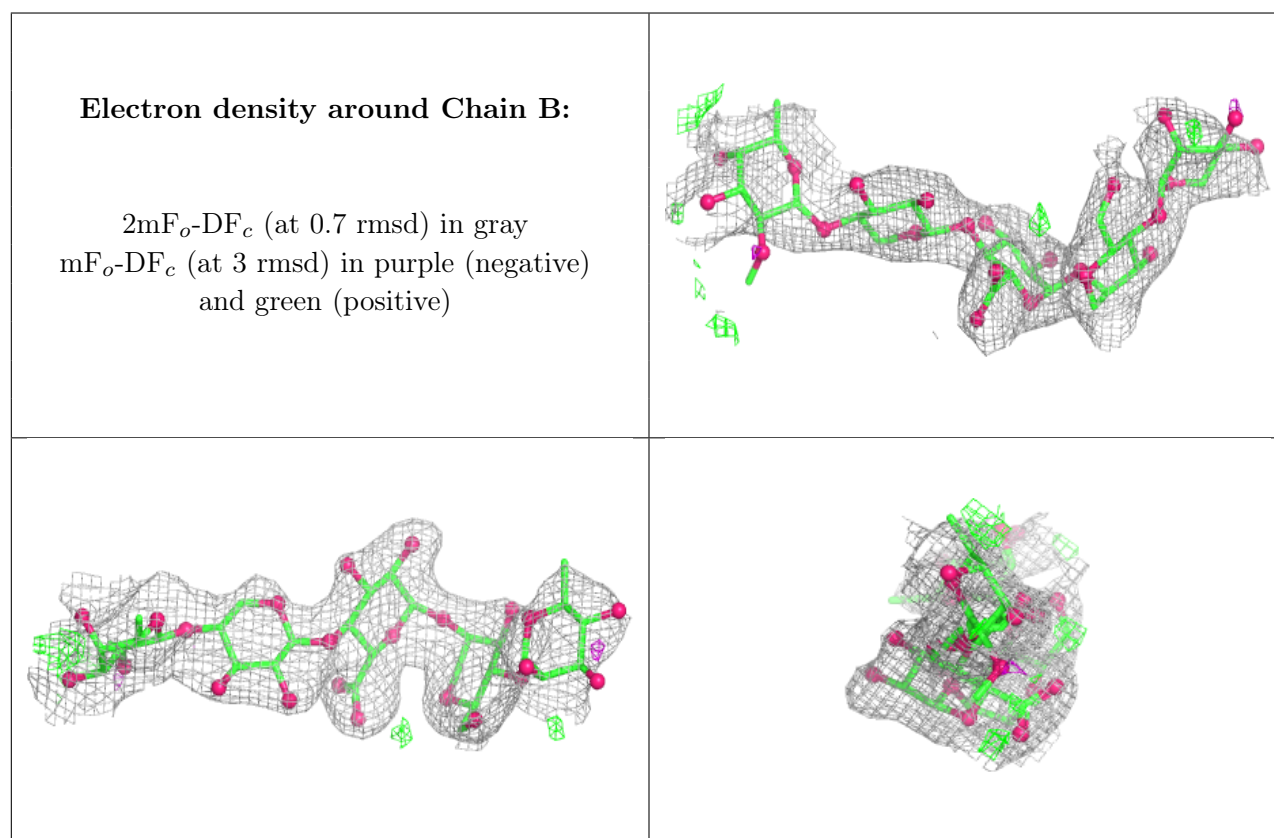 Electron density around Chain B:
2mFo-DFc (at 0.7 rmsd) in gray
mFo-DFc (at 3 rmsd) in purple (negative)
and green (positive)